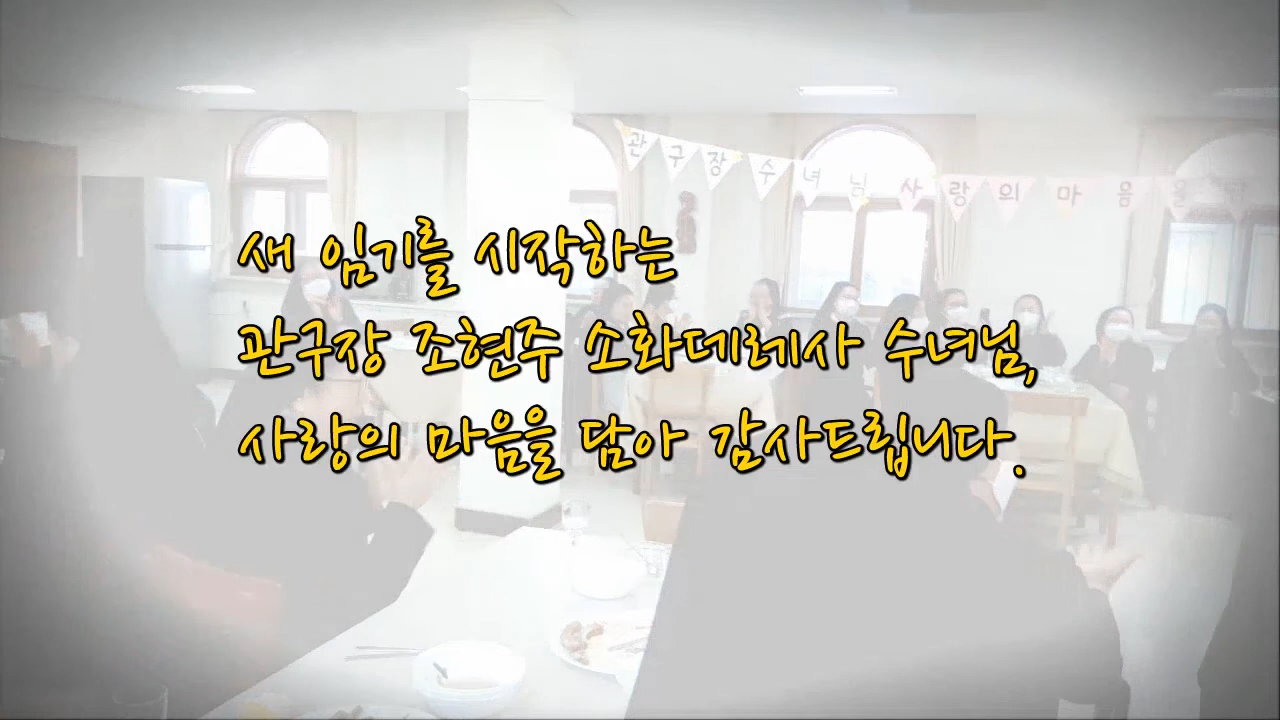 관구장수녀님 사랑의마음을
새 임기를 시작하는
관구장 조현주 소화데레사 수녀님,
사랑의 마음을 담아 감사드립니다.